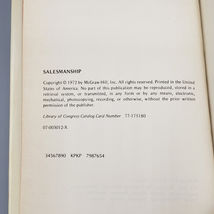 SALESMANSHIP
Copyright © 1972 by McGraw-Hill, Inc. All rights reserved. Printed in the United
States of America. No part of this publication may be reproduced, stored in a
retrieval system, or transmitted, in any form or by any means, electronic,
mechanical, photocopying, recording, or otherwise, without the prior written
permission of the publisher.
Library of Congress Catalog Card Number 77-175180
07-005012-X
34567890 KPKP 7987654